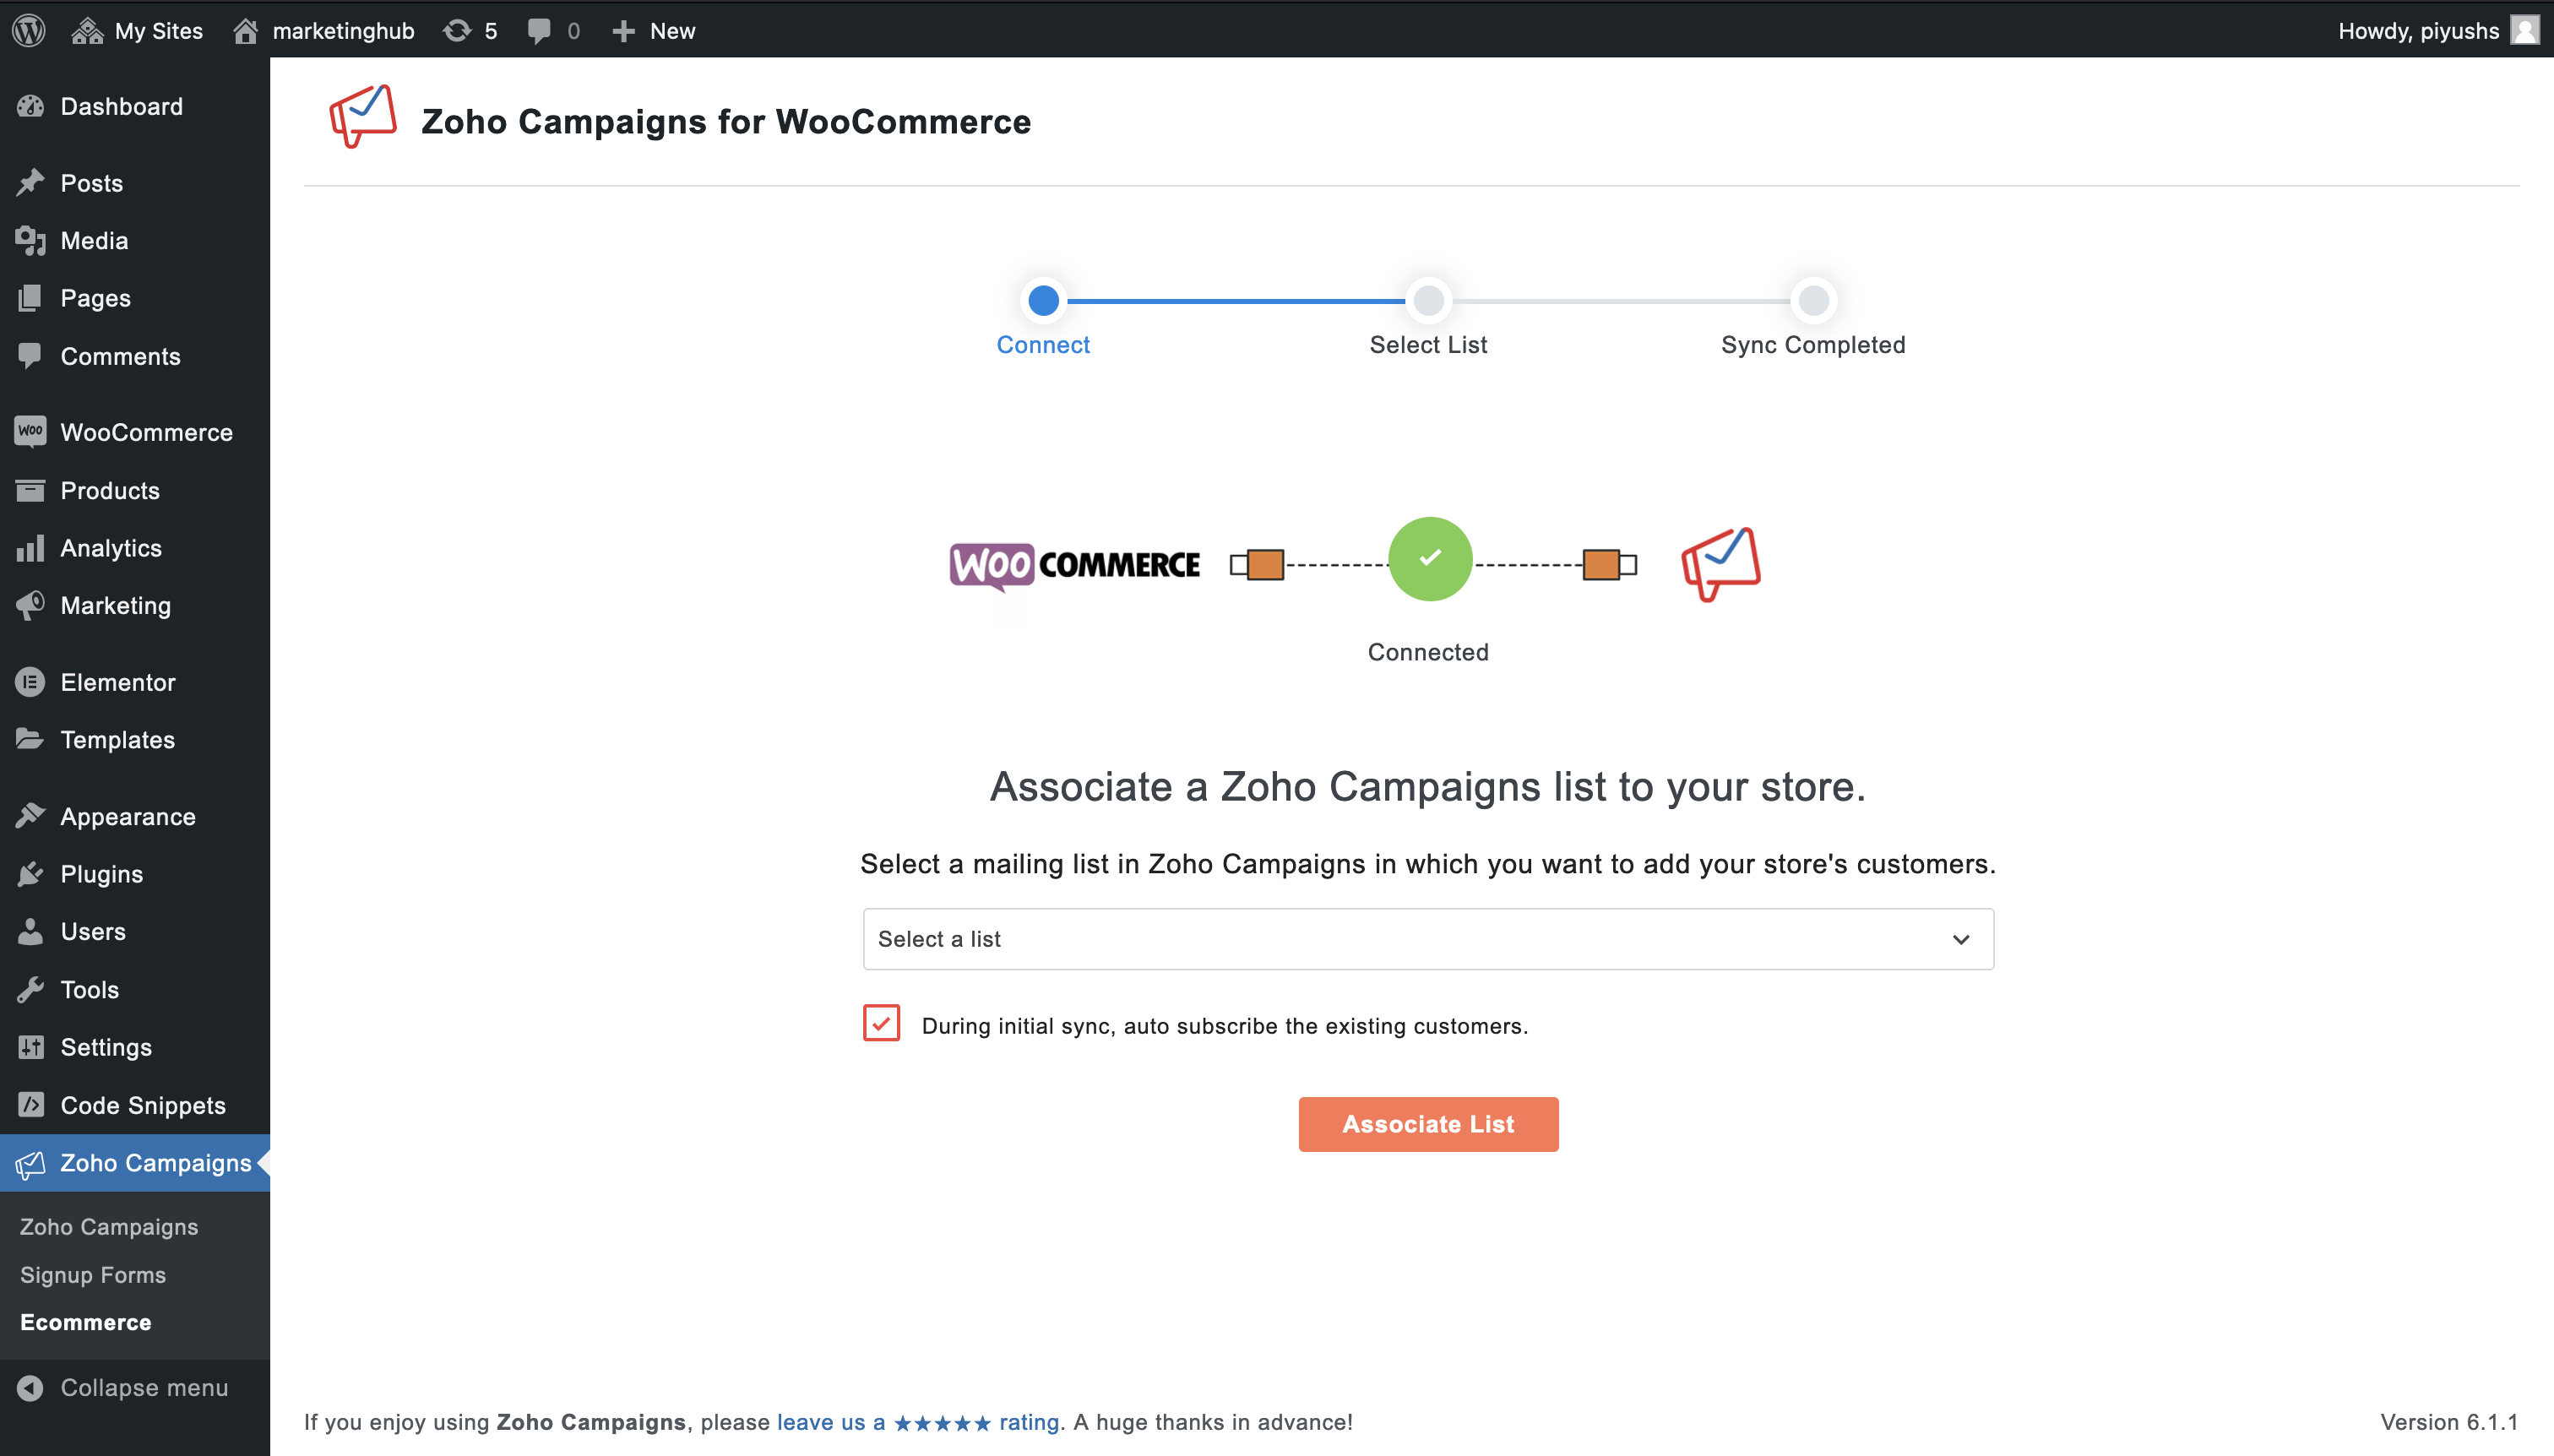 My Sites
marketinghub
5
0
New
Howdy, piyushs
Dashboard
Posts
Media
Pages
Comments
Woo WooCommerce
Products
Analytics
Marketing
Elementor
Templates
Appearance
Plugins
Users
Tools
Settings
Code Snippets
Zoho Campaigns
Zoho Campaigns
Signup Forms
Ecommerce
Collapse menu
Zoho Campaigns for WooCommerce
Connect
Select List
Sync Completed
WOO COMMERCE
Connected
Associate a Zoho Campaigns list to your store.
Select a mailing list in Zoho Campaigns in which you want to add your store's customers.
Select a list
During initial sync, auto subscribe the existing customers.
Associate List
If you enjoy using Zoho Campaigns, please leave us a ★★★★★ rating. A huge thanks in advance!
Version 6.1.1